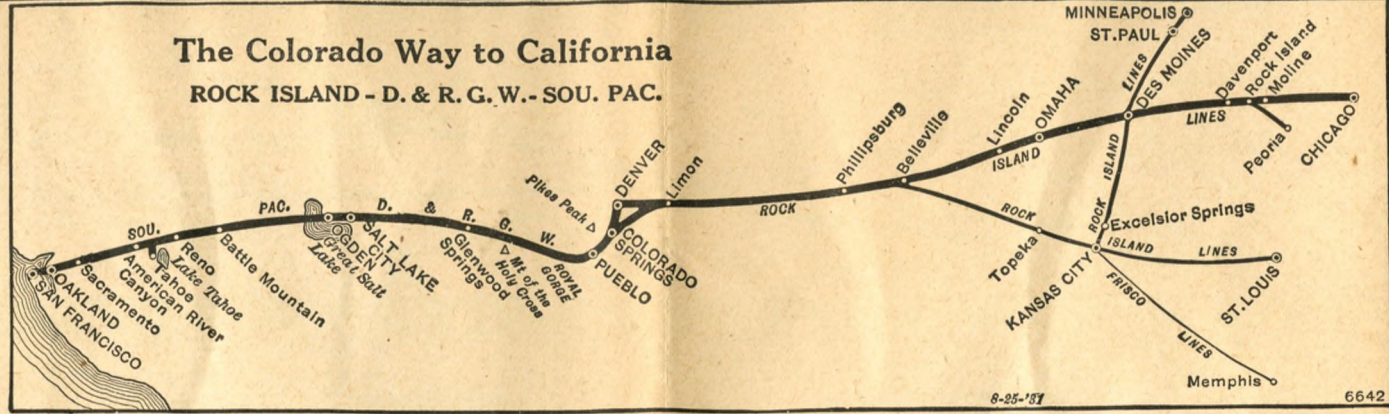 The Colorado Way to California
ROCK ISLAND - D. & R. G. W. - SOU. PAC.
MINNEAPOLIS
ST. PAUL
LINES
DES MOINES
Davenport
Rock Island
Moline
LINES
Peoria
CHICAGO
OMAHA
Lincoln
ISLAND
Belleville
Phillipsburg
ROCK
Limon
DENVER
Pikes Peak
COLORADO
SPRINGS
PUEBLO
ROYAL
GORGE
Mt of the
Holy Cross
Glenwood
Springs
D. & R. G. W.
SALT LAKE
CITY
OGDEN
Great Salt
Lake
SOU. PAC.
Battle Mountain
Reno
Lake Tahoe
Tahoe
American River
Canyon
Sacramento
OAKLAND
SAN FRANCISCO
ROCK
Topeka
ROCK ISLAND
Excelsior Springs
KANSAS CITY
ISLAND LINES
ST. LOUIS
FRISCO LINES
Memphis
8-25-'31
6642